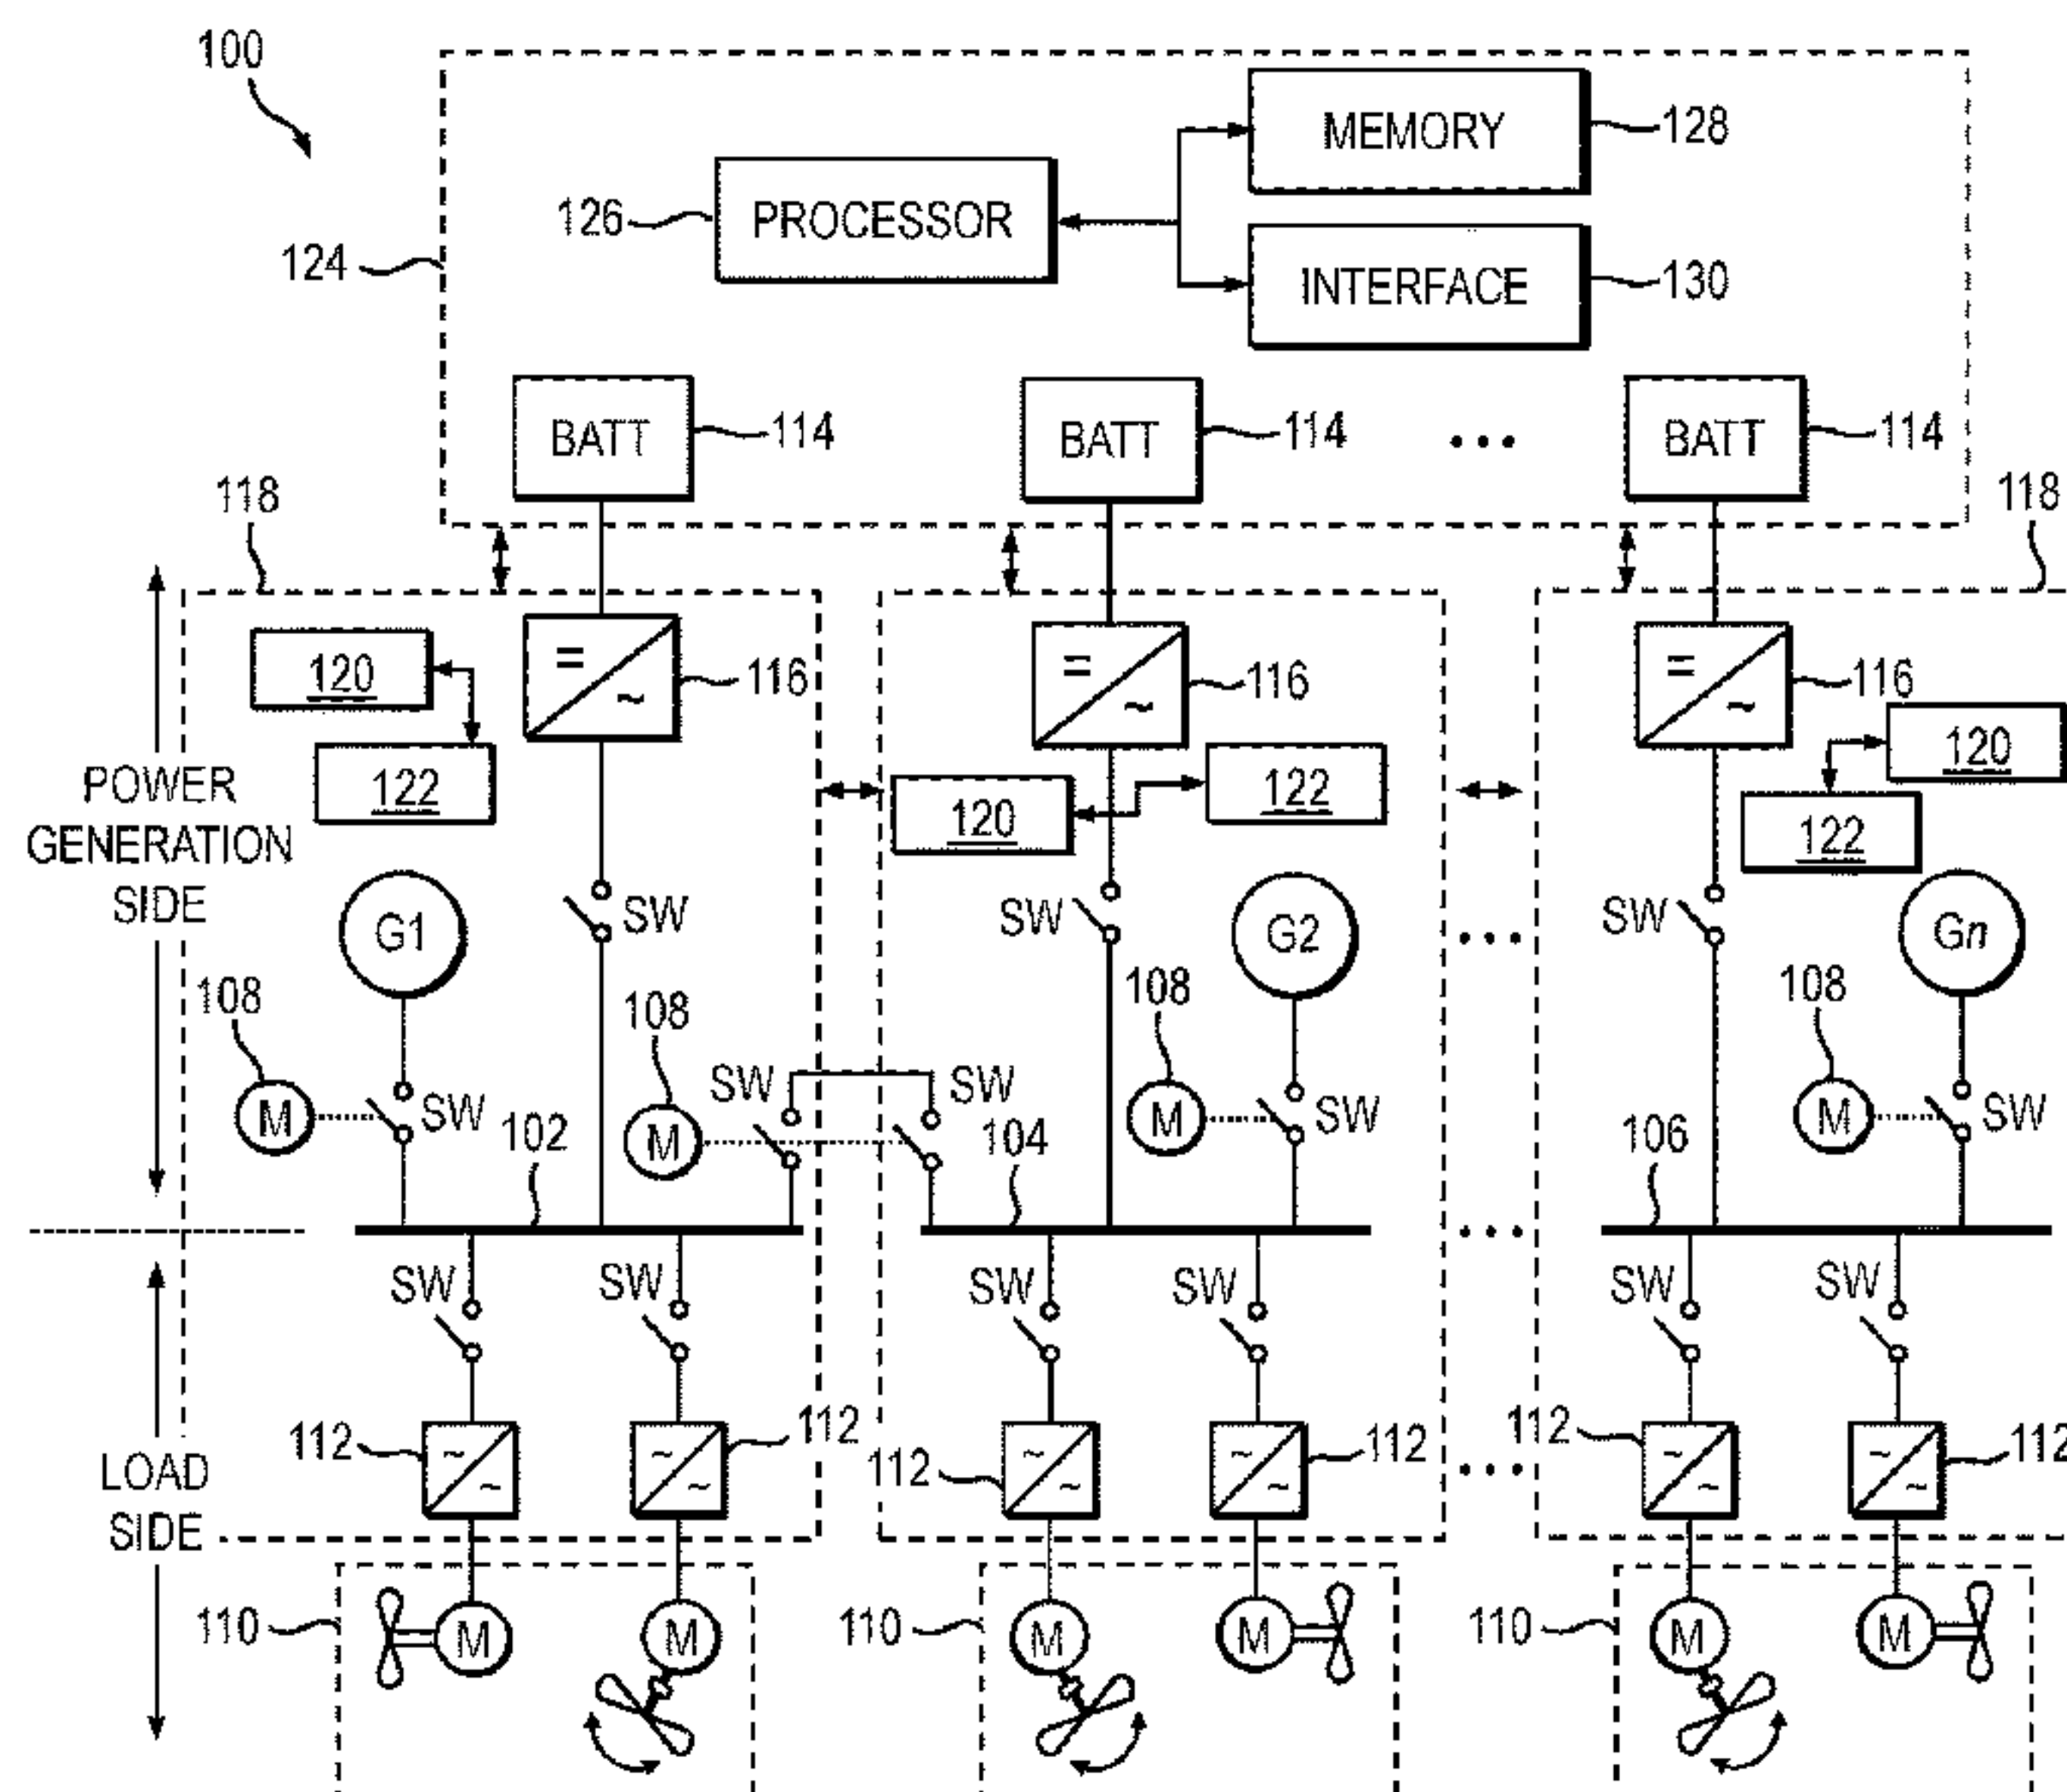 100
MEMORY
128
126
PROCESSOR
124
INTERFACE
130
BATT
114
BATT
114
BATT
114
118
118
=
~
116
=
~
116
=
~
116
120
122
120
122
120
122
POWER
GENERATION
SIDE
G1
SW
SW
G2
SW
Gn
108
108
108
108
M
SW
102
M
SW
SW
104
M
SW
106
M
SW
SW
SW
SW
SW
SW
SW
LOAD
SIDE
112
~
~
~
~
112
112
~
~
~
~
112
112
~
~
~
~
112
110
M
M
110
M
M
110
M
M